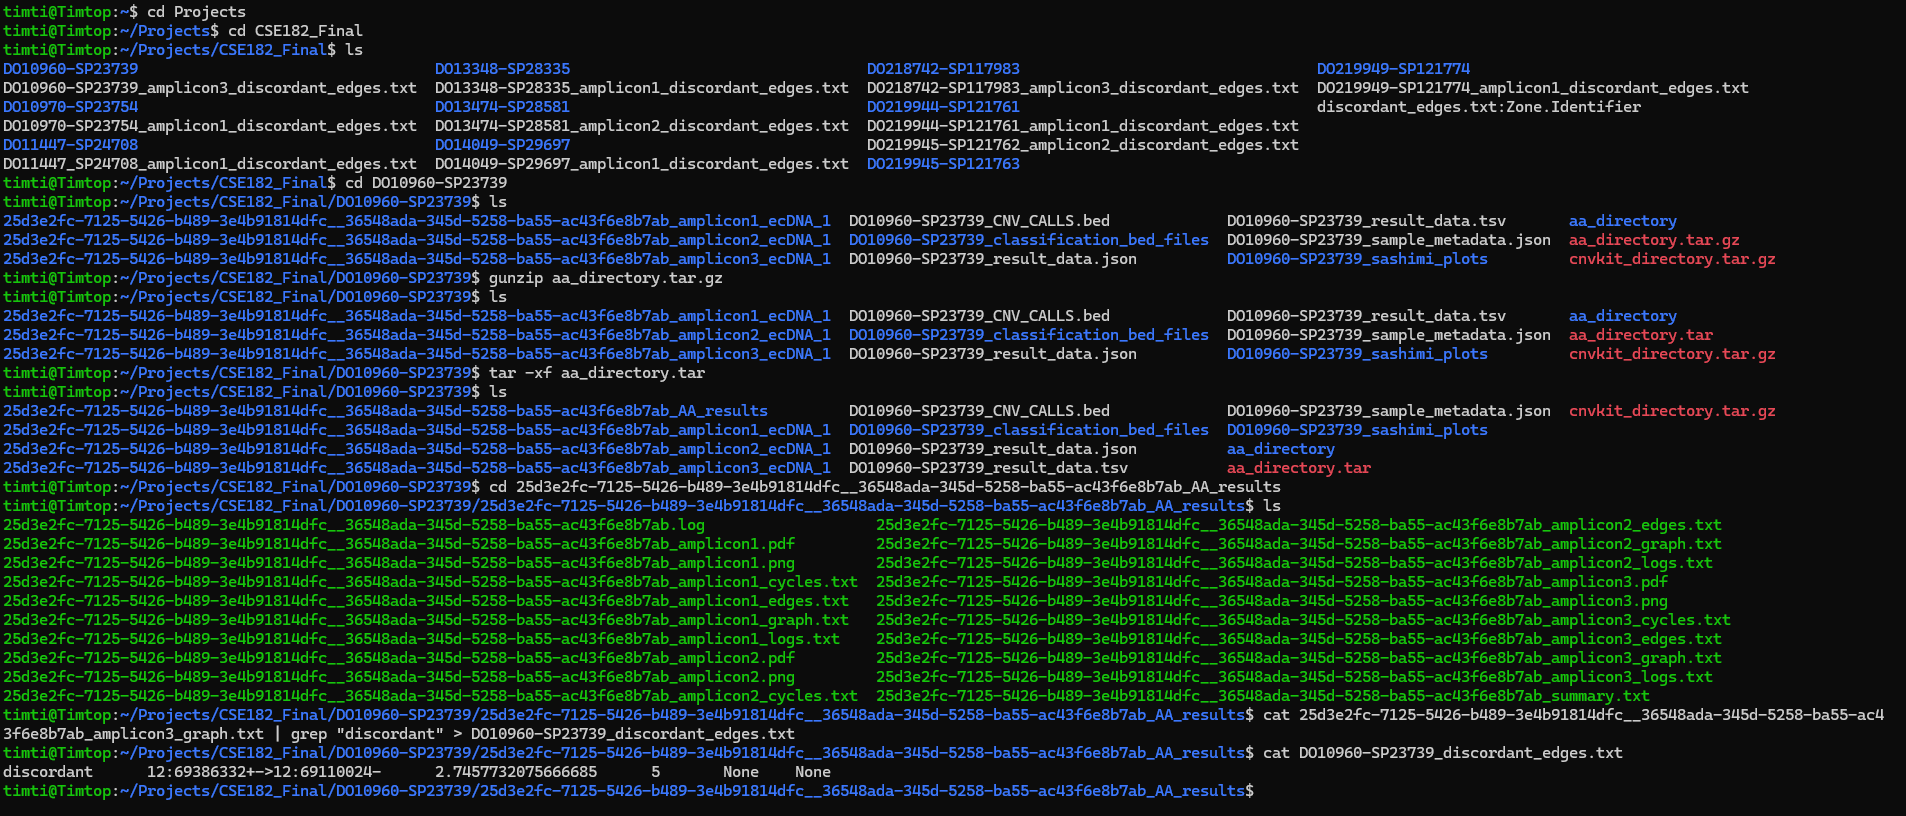 timti@Timtop:~$ cd Projects
timti@Timtop:~/Projects$ cd CSE182_Final
timti@Timtop:~/Projects/CSE182_Final$ ls
DO10960-SP23739 DO13348-SP28335 DO218742-SP117983 DO219949-SP121774
DO10960-SP23739_amplicon3_discordant_edges.txt DO13348-SP28335_amplicon1_discordant_edges.txt DO218742-SP117983_amplicon3_discordant_edges.txt DO219949-SP121774_amplicon1_discordant_edges.txt
DO10970-SP23754 DO13474-SP28581 DO219944-SP121761 discordant_edges.txt:Zone.Identifier
DO10970-SP23754_amplicon1_discordant_edges.txt DO13474-SP28581_amplicon2_discordant_edges.txt DO219944-SP121761_amplicon1_discordant_edges.txt
DO11447-SP24708 DO14049-SP29697 DO219945-SP121762_amplicon2_discordant_edges.txt
DO11447_SP24708_amplicon1_discordant_edges.txt DO14049-SP29697_amplicon1_discordant_edges.txt DO219945-SP121763
timti@Timtop:~/Projects/CSE182_Final$ cd DO10960-SP23739
timti@Timtop:~/Projects/CSE182_Final/DO10960-SP23739$ ls
25d3e2fc-7125-5426-b489-3e4b91814dfc__36548ada-345d-5258-ba55-ac43f6e8b7ab_amplicon1_ecDNA_1 DO10960-SP23739_CNV_CALLS.bed DO10960-SP23739_result_data.tsv aa_directory
25d3e2fc-7125-5426-b489-3e4b91814dfc__36548ada-345d-5258-ba55-ac43f6e8b7ab_amplicon2_ecDNA_1 DO10960-SP23739_classification_bed_files DO10960-SP23739_sample_metadata.json aa_directory.tar.gz
25d3e2fc-7125-5426-b489-3e4b91814dfc__36548ada-345d-5258-ba55-ac43f6e8b7ab_amplicon3_ecDNA_1 DO10960-SP23739_result_data.json DO10960-SP23739_sashimi_plots cnvkit_directory.tar.gz
timti@Timtop:~/Projects/CSE182_Final/DO10960-SP23739$ gunzip aa_directory.tar.gz
timti@Timtop:~/Projects/CSE182_Final/DO10960-SP23739$ ls
25d3e2fc-7125-5426-b489-3e4b91814dfc__36548ada-345d-5258-ba55-ac43f6e8b7ab_amplicon1_ecDNA_1 DO10960-SP23739_CNV_CALLS.bed DO10960-SP23739_result_data.tsv aa_directory
25d3e2fc-7125-5426-b489-3e4b91814dfc__36548ada-345d-5258-ba55-ac43f6e8b7ab_amplicon2_ecDNA_1 DO10960-SP23739_classification_bed_files DO10960-SP23739_sample_metadata.json aa_directory.tar
25d3e2fc-7125-5426-b489-3e4b91814dfc__36548ada-345d-5258-ba55-ac43f6e8b7ab_amplicon3_ecDNA_1 DO10960-SP23739_result_data.json DO10960-SP23739_sashimi_plots cnvkit_directory.tar.gz
timti@Timtop:~/Projects/CSE182_Final/DO10960-SP23739$ tar -xf aa_directory.tar
timti@Timtop:~/Projects/CSE182_Final/DO10960-SP23739$ ls
25d3e2fc-7125-5426-b489-3e4b91814dfc__36548ada-345d-5258-ba55-ac43f6e8b7ab_AA_results DO10960-SP23739_CNV_CALLS.bed DO10960-SP23739_sample_metadata.json cnvkit_directory.tar.gz
25d3e2fc-7125-5426-b489-3e4b91814dfc__36548ada-345d-5258-ba55-ac43f6e8b7ab_amplicon1_ecDNA_1 DO10960-SP23739_classification_bed_files DO10960-SP23739_sashimi_plots
25d3e2fc-7125-5426-b489-3e4b91814dfc__36548ada-345d-5258-ba55-ac43f6e8b7ab_amplicon2_ecDNA_1 DO10960-SP23739_result_data.json aa_directory
25d3e2fc-7125-5426-b489-3e4b91814dfc__36548ada-345d-5258-ba55-ac43f6e8b7ab_amplicon3_ecDNA_1 DO10960-SP23739_result_data.tsv aa_directory.tar
timti@Timtop:~/Projects/CSE182_Final/DO10960-SP23739$ cd 25d3e2fc-7125-5426-b489-3e4b91814dfc__36548ada-345d-5258-ba55-ac43f6e8b7ab_AA_results
timti@Timtop:~/Projects/CSE182_Final/DO10960-SP23739/25d3e2fc-7125-5426-b489-3e4b91814dfc__36548ada-345d-5258-ba55-ac43f6e8b7ab_AA_results$ ls
25d3e2fc-7125-5426-b489-3e4b91814dfc__36548ada-345d-5258-ba55-ac43f6e8b7ab.log 25d3e2fc-7125-5426-b489-3e4b91814dfc__36548ada-345d-5258-ba55-ac43f6e8b7ab_amplicon2_edges.txt
25d3e2fc-7125-5426-b489-3e4b91814dfc__36548ada-345d-5258-ba55-ac43f6e8b7ab_amplicon1.pdf 25d3e2fc-7125-5426-b489-3e4b91814dfc__36548ada-345d-5258-ba55-ac43f6e8b7ab_amplicon2_graph.txt
25d3e2fc-7125-5426-b489-3e4b91814dfc__36548ada-345d-5258-ba55-ac43f6e8b7ab_amplicon1.png 25d3e2fc-7125-5426-b489-3e4b91814dfc__36548ada-345d-5258-ba55-ac43f6e8b7ab_amplicon2_logs.txt
25d3e2fc-7125-5426-b489-3e4b91814dfc__36548ada-345d-5258-ba55-ac43f6e8b7ab_amplicon1_cycles.txt 25d3e2fc-7125-5426-b489-3e4b91814dfc__36548ada-345d-5258-ba55-ac43f6e8b7ab_amplicon3.pdf
25d3e2fc-7125-5426-b489-3e4b91814dfc__36548ada-345d-5258-ba55-ac43f6e8b7ab_amplicon1_edges.txt 25d3e2fc-7125-5426-b489-3e4b91814dfc__36548ada-345d-5258-ba55-ac43f6e8b7ab_amplicon3.png
25d3e2fc-7125-5426-b489-3e4b91814dfc__36548ada-345d-5258-ba55-ac43f6e8b7ab_amplicon1_graph.txt 25d3e2fc-7125-5426-b489-3e4b91814dfc__36548ada-345d-5258-ba55-ac43f6e8b7ab_amplicon3_cycles.txt
25d3e2fc-7125-5426-b489-3e4b91814dfc__36548ada-345d-5258-ba55-ac43f6e8b7ab_amplicon1_logs.txt 25d3e2fc-7125-5426-b489-3e4b91814dfc__36548ada-345d-5258-ba55-ac43f6e8b7ab_amplicon3_edges.txt
25d3e2fc-7125-5426-b489-3e4b91814dfc__36548ada-345d-5258-ba55-ac43f6e8b7ab_amplicon2.pdf 25d3e2fc-7125-5426-b489-3e4b91814dfc__36548ada-345d-5258-ba55-ac43f6e8b7ab_amplicon3_graph.txt
25d3e2fc-7125-5426-b489-3e4b91814dfc__36548ada-345d-5258-ba55-ac43f6e8b7ab_amplicon2.png 25d3e2fc-7125-5426-b489-3e4b91814dfc__36548ada-345d-5258-ba55-ac43f6e8b7ab_amplicon3_logs.txt
25d3e2fc-7125-5426-b489-3e4b91814dfc__36548ada-345d-5258-ba55-ac43f6e8b7ab_amplicon2_cycles.txt 25d3e2fc-7125-5426-b489-3e4b91814dfc__36548ada-345d-5258-ba55-ac43f6e8b7ab_summary.txt
timti@Timtop:~/Projects/CSE182_Final/DO10960-SP23739/25d3e2fc-7125-5426-b489-3e4b91814dfc__36548ada-345d-5258-ba55-ac43f6e8b7ab_AA_results$ cat 25d3e2fc-7125-5426-b489-3e4b91814dfc__36548ada-345d-5258-ba55-ac4
3f6e8b7ab_amplicon3_graph.txt | grep "discordant" > DO10960-SP23739_discordant_edges.txt
timti@Timtop:~/Projects/CSE182_Final/DO10960-SP23739/25d3e2fc-7125-5426-b489-3e4b91814dfc__36548ada-345d-5258-ba55-ac43f6e8b7ab_AA_results$ cat DO10960-SP23739_discordant_edges.txt
discordant 12:69386332+->12:69110024- 2.7457732075666685 5 None None
timti@Timtop:~/Projects/CSE182_Final/DO10960-SP23739/25d3e2fc-7125-5426-b489-3e4b91814dfc__36548ada-345d-5258-ba55-ac43f6e8b7ab_AA_results$